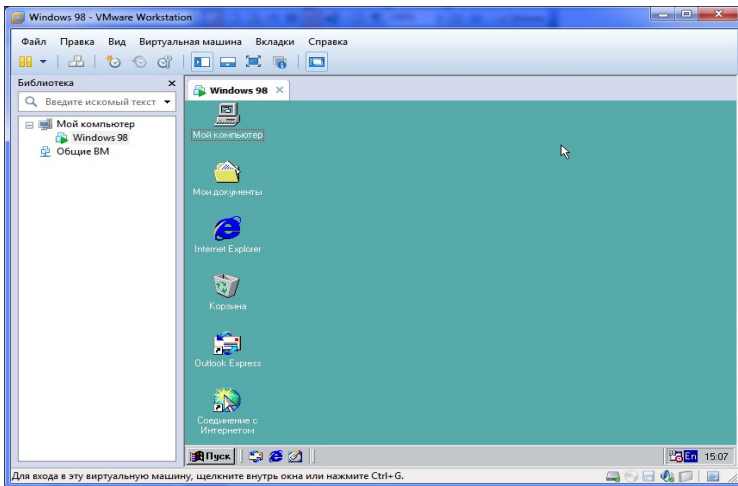 Windows 98 - VMware Workstation
Файл Правка Вид Виртуальная машина Вкладки Справка
Библиотека
Введите искомый текст
Мой компьютер
Windows 98
Общие ВМ
Windows 98
Мой компьютер
Мои документы
Internet Explorer
Корзина
Outlook Express
Соединение с
Интернетом
Пуск
En 15:07
Для входа в эту виртуальную машину, щелкните внутрь окна или нажмите Ctrl+G.